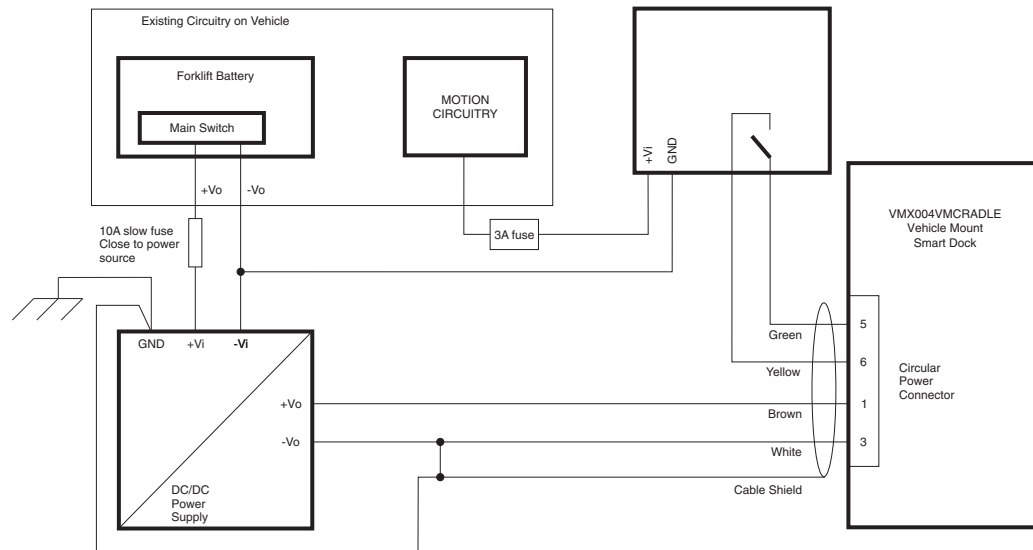 Existing Circuitry on Vehicle
Forklift Battery
Main Switch
MOTION
CIRCUITRY
+Vo
-Vo
10A slow fuse
Close to power
source
3A fuse
+Vi
GND
VMX004VMCRADLE
Vehicle Mount
Smart Dock
GND
+Vi
-Vi
+Vo
-Vo
DC/DC
Power
Supply
Green
5
Yellow
6
Brown
1
White
3
Cable Shield
Circular
Power
Connector